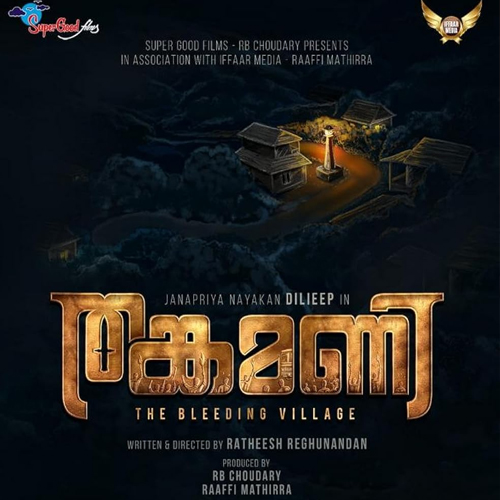 SuperGood films
IFFAAR
MEDIA
SUPER GOOD FILMS - RB CHOUDARY PRESENTS
IN ASSOCIATION WITH IFFAAR MEDIA - RAAFFI MATHIRRA
JANAPRIYA NAYAKAN DILIEEP IN
തങ്കമണി
THE BLEEDING VILLAGE
WRITTEN & DIRECTED BY RATHEESH REGHUNANDAN
PRODUCED BY
RB CHOUDARY
RAAFFI MATHIRRA